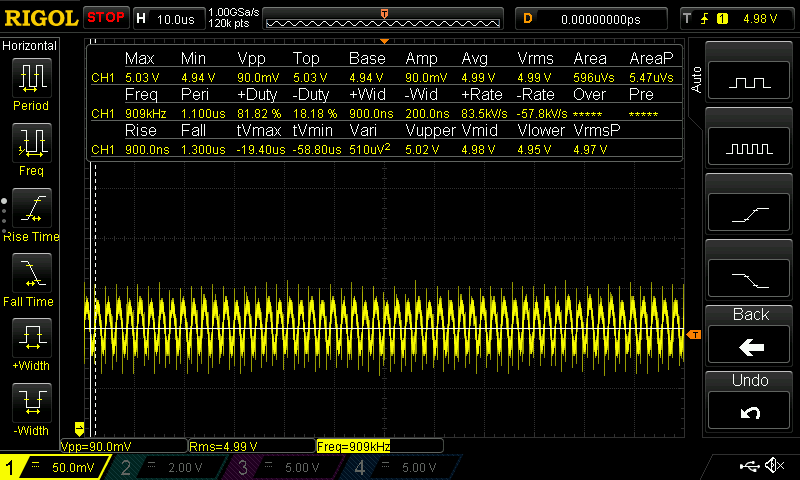 RIGOL STOP H 10.0us 1.00GSa/s 120k pts T D 0.00000000ps T 1 4.98 V
Horizontal
Period
Freq
Rise Time
Fall Time
+Width
-Width
Max Min Vpp Top Base Amp Avg Vrms Area AreaP
CH1 5.03 V 4.94 V 90.0mV 5.03 V 4.94 V 90.0mV 4.99 V 4.99 V 596uVs 5.47uVs
Freq Peri +Duty -Duty +Wid -Wid +Rate -Rate Over Pre
CH1 909kHz 1.100us 81.82 % 18.18 % 900.0ns 200.0ns 83.5kV/s -57.8kV/s ***** *****
Rise Fall tVmax tVmin Vari Vupper Vmid Vlower VrmsP
CH1 900.0ns 1.300us -19.40us -58.80us 510uV² 5.02 V 4.98 V 4.95 V 4.97 V
T
Auto
Back
Undo
Vpp=90.0mV Rms=4.99 V Freq=909kHz
1 50.0mV 2 2.00 V 3 5.00 V 4 5.00 V